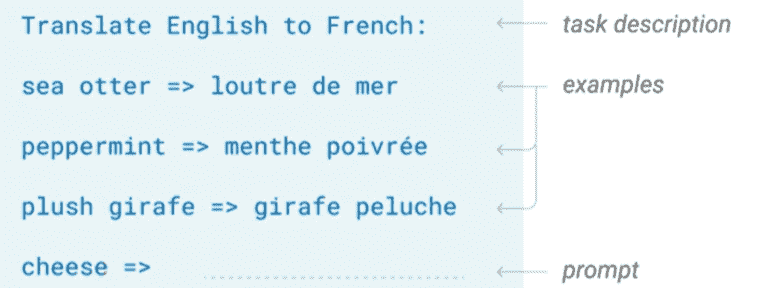 Translate English to French: task description
sea otter => loutre de mer examples
peppermint => menthe poivrée
plush girafe => girafe peluche
cheese => prompt